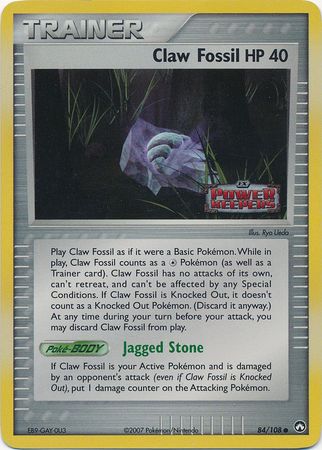 TRAINER
Claw Fossil HP 40
EX
POWER
KEEPERS
Illus. Ryo Ueda
Play Claw Fossil as if it were a Basic Pokémon. While in
play, Claw Fossil counts as a Pokémon (as well as a
Trainer card). Claw Fossil has no attacks of its own,
can't retreat, and can't be affected by any Special
Conditions. If Claw Fossil is Knocked Out, it doesn't
count as a Knocked Out Pokémon. (Discard it anyway.)
At any time during your turn before your attack, you
may discard Claw Fossil from play.
Poké-BODY Jagged Stone
If Claw Fossil is your Active Pokémon and is damaged
by an opponent's attack (even if Claw Fossil is Knocked
Out), put 1 damage counter on the Attacking Pokémon.
EB9-GAY-0U3 ©2007 Pokémon/Nintendo 84/108